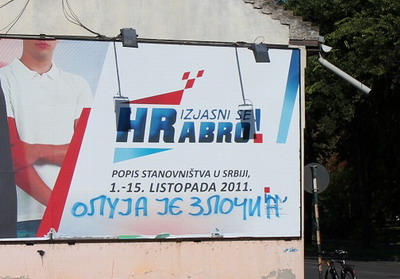 IZJASNI SE
HRABRO!
POPIS STANOVNIŠTVA U SRBIJI,
1.-15. LISTOPADA 2011.
ОЛУЈА ЈЕ ЗЛОЧИН